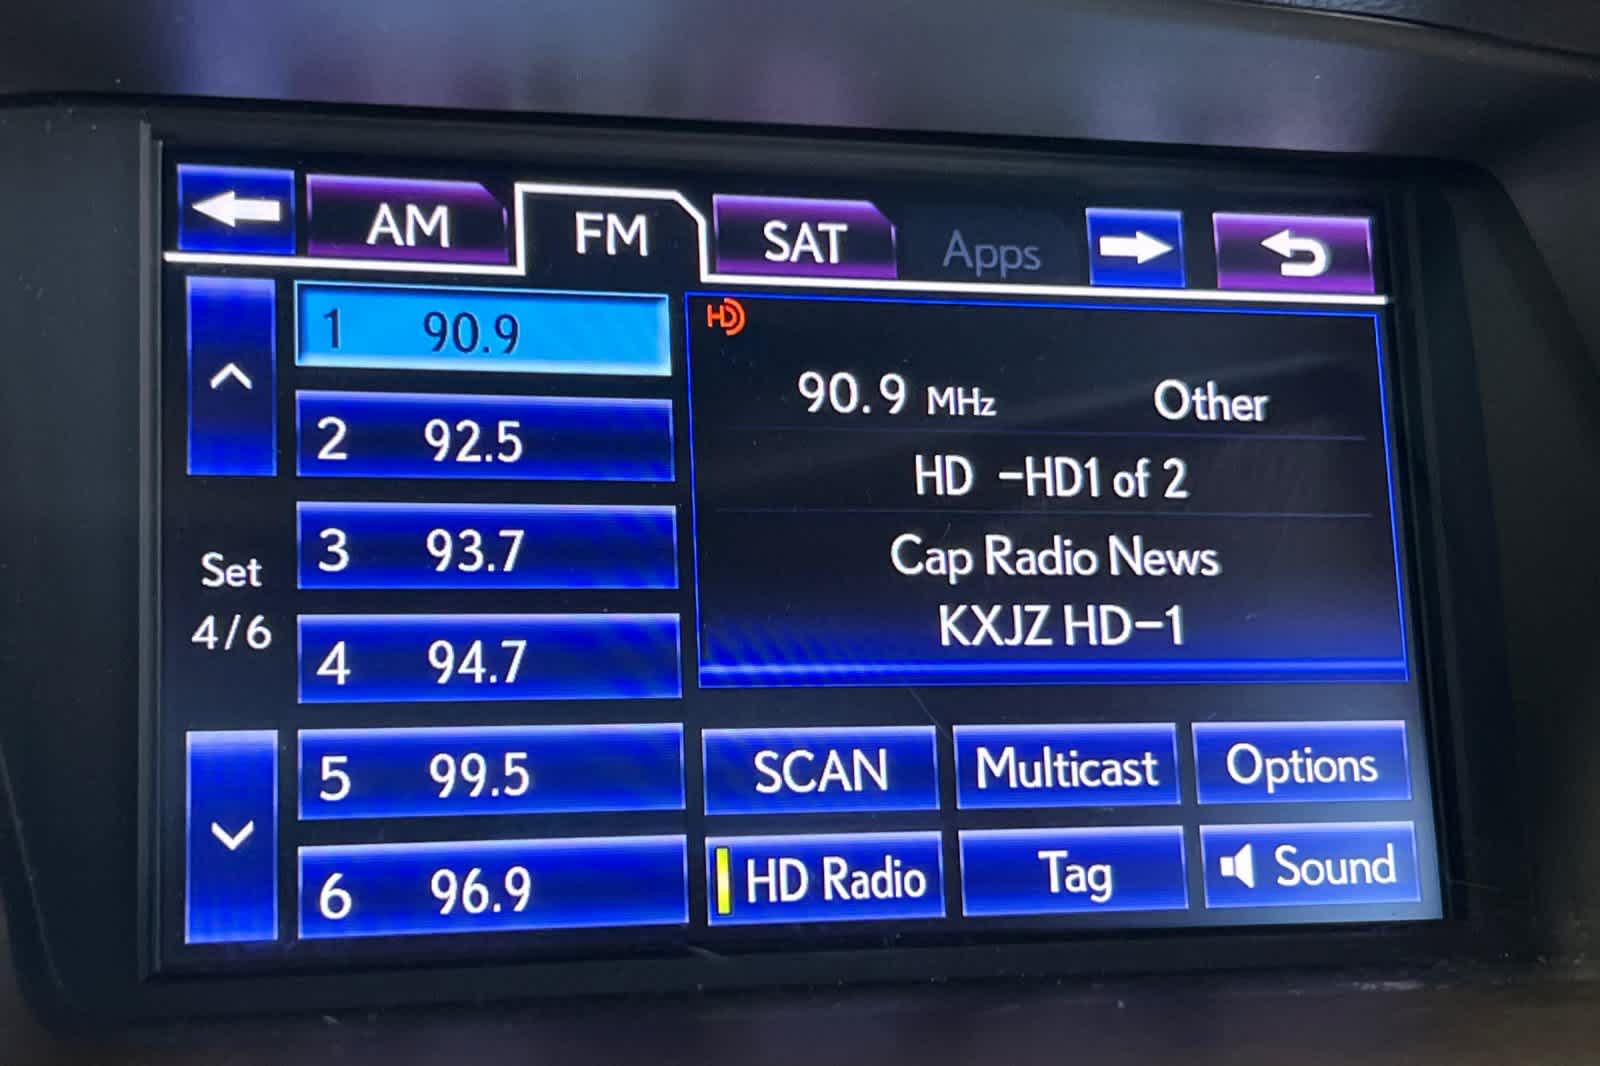 AM
FM
SAT
Apps
1 90.9
2 92.5
3 93.7
4 94.7
5 99.5
6 96.9
Set
4/6
HD
90.9 MHz Other
HD -HD1 of 2
Cap Radio News
KXJZ HD-1
SCAN
Multicast
Options
HD Radio
Tag
Sound